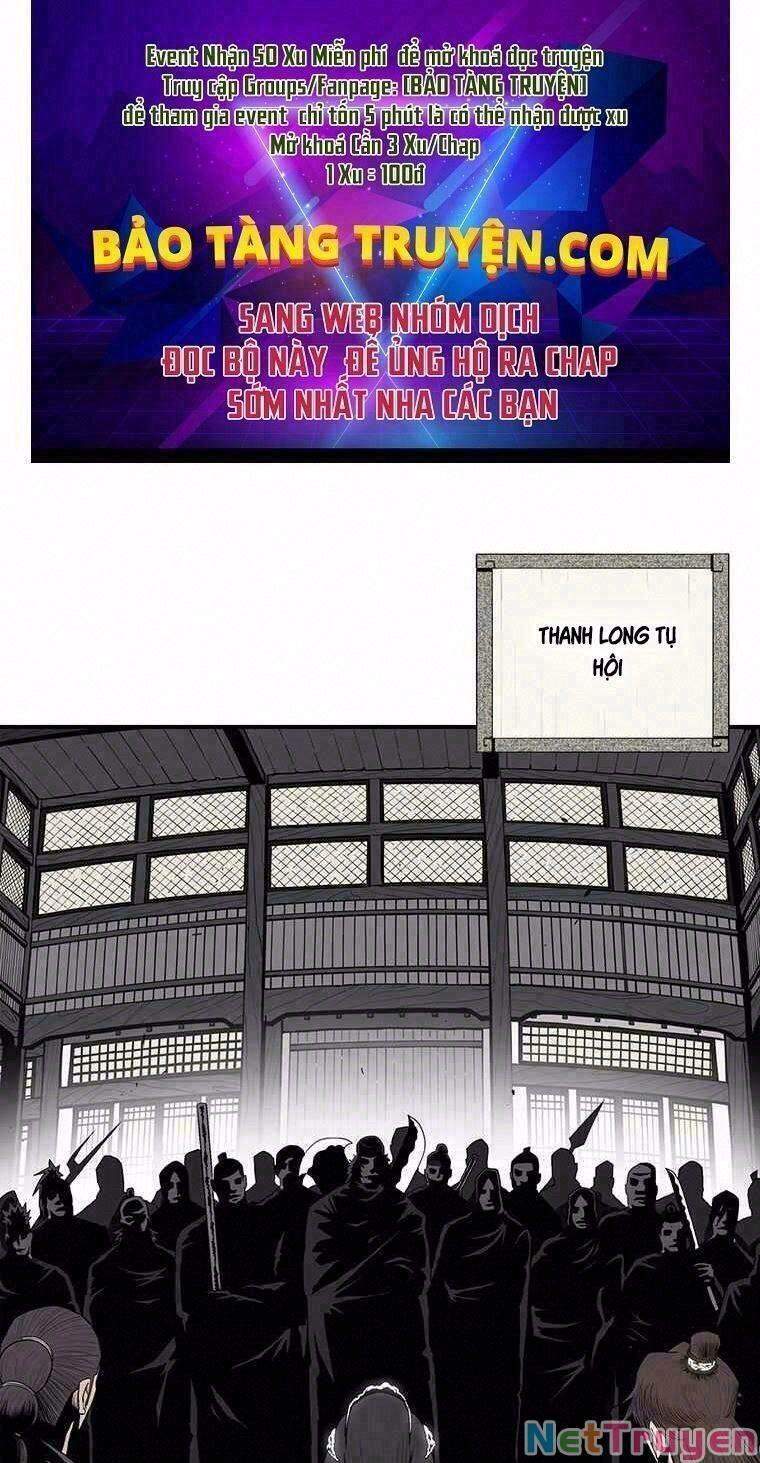 Event Nhận 50 Xu Miễn phí để mở khoá đọc truyện
Truy cập Groups/Fanpage: [BẢO TÀNG TRUYỆN]
để tham gia event chỉ tốn 5 phút là có thể nhận được xu
Mở khoá Cần 3 Xu/Chap
1 Xu = 100đ
BẢO TÀNG TRUYỆN.COM
SANG WEB NHÓM DỊCH
ĐỌC BỘ NÀY ĐỂ ỦNG HỘ RA CHAP
SỚM NHẤT NHA CÁC BẠN
THANH LONG TỤ
HỘI
NetTruyen